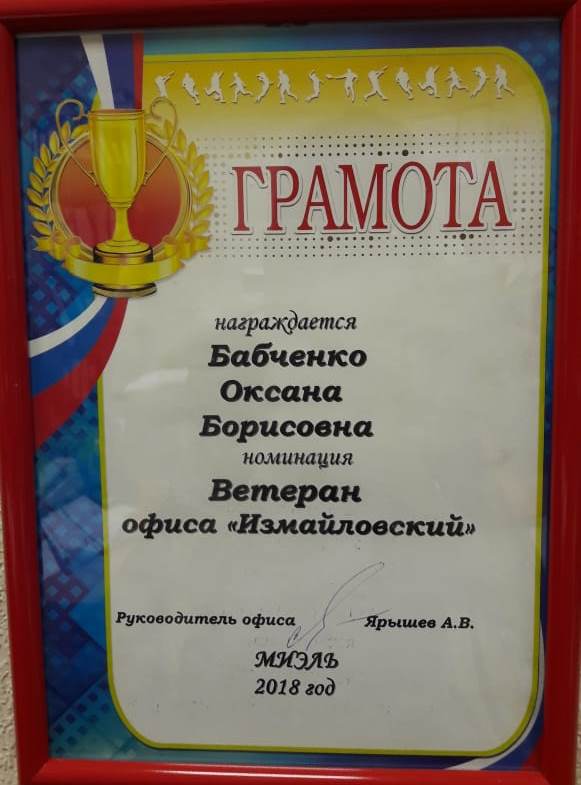 ГРАМОТА
награждается
Бабченко
Оксана
Борисовна
номинация
Ветеран
офиса «Измайловский»
Руководитель офиса Ярышев А.В.
МИЭЛЬ
2018 год